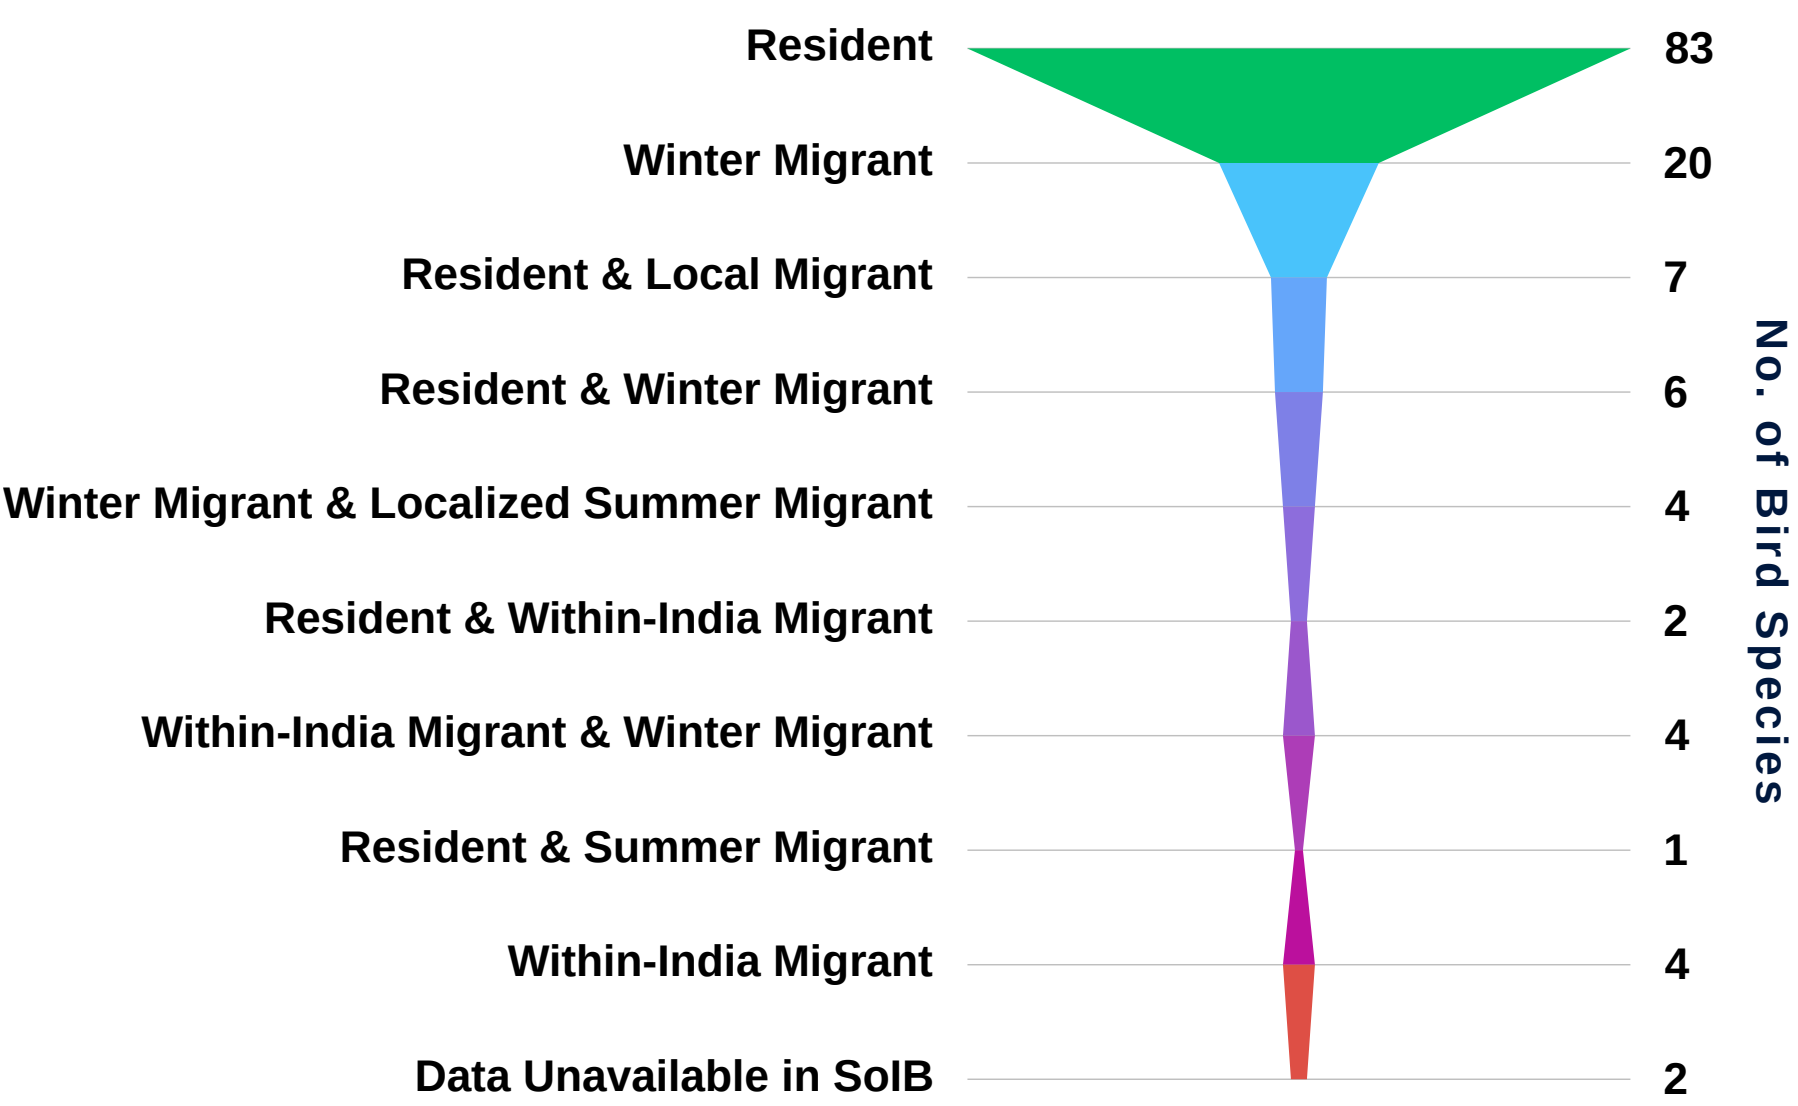 Resident 83
Winter Migrant 20
Resident & Local Migrant 7
Resident & Winter Migrant 6
Winter Migrant & Localized Summer Migrant 4
Resident & Within-India Migrant 2
Within-India Migrant & Winter Migrant 4
Resident & Summer Migrant 1
Within-India Migrant 4
Data Unavailable in SoIB 2
No. of Bird Species